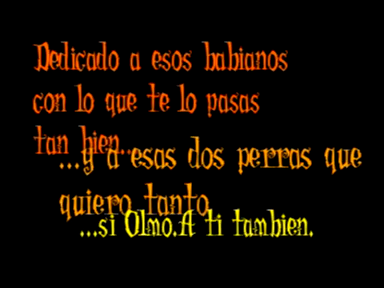 Dedicado a esos babianos
con lo que te lo pasas
tan bien..
...y a esas dos perras que
quiero tanto
...si Olmo.A ti tambien.